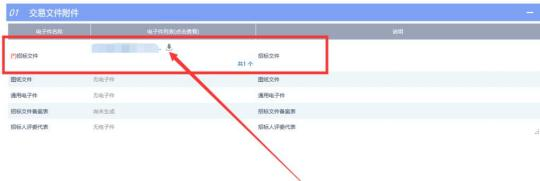 01 交易文件附件
电子件名称 电子件列表(点击查看) 说明
(*)招标文件 招标文件
共1个
图纸文件 无电子件 图纸文件
通用电子件 无电子件 通用电子件
招标文件备案表 尚未生成 招标文件备案表
招标人评委代表 无电子件 招标人评委代表